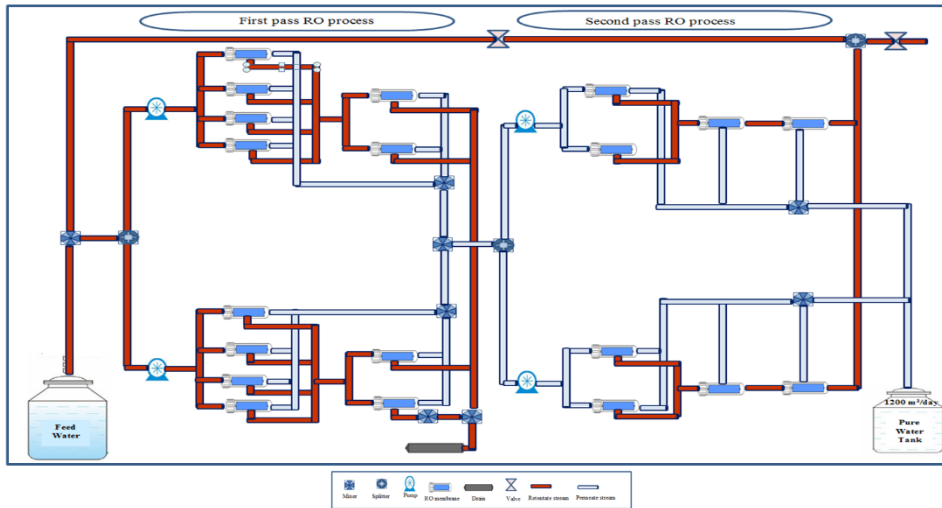 First pass RO process
Second pass RO process
Feed
Water
1200 m³/day
Pure
Water
Tank
Mixer
Splitter
Pump
RO membrane
Drain
Valve
Retentate stream
Permeate stream